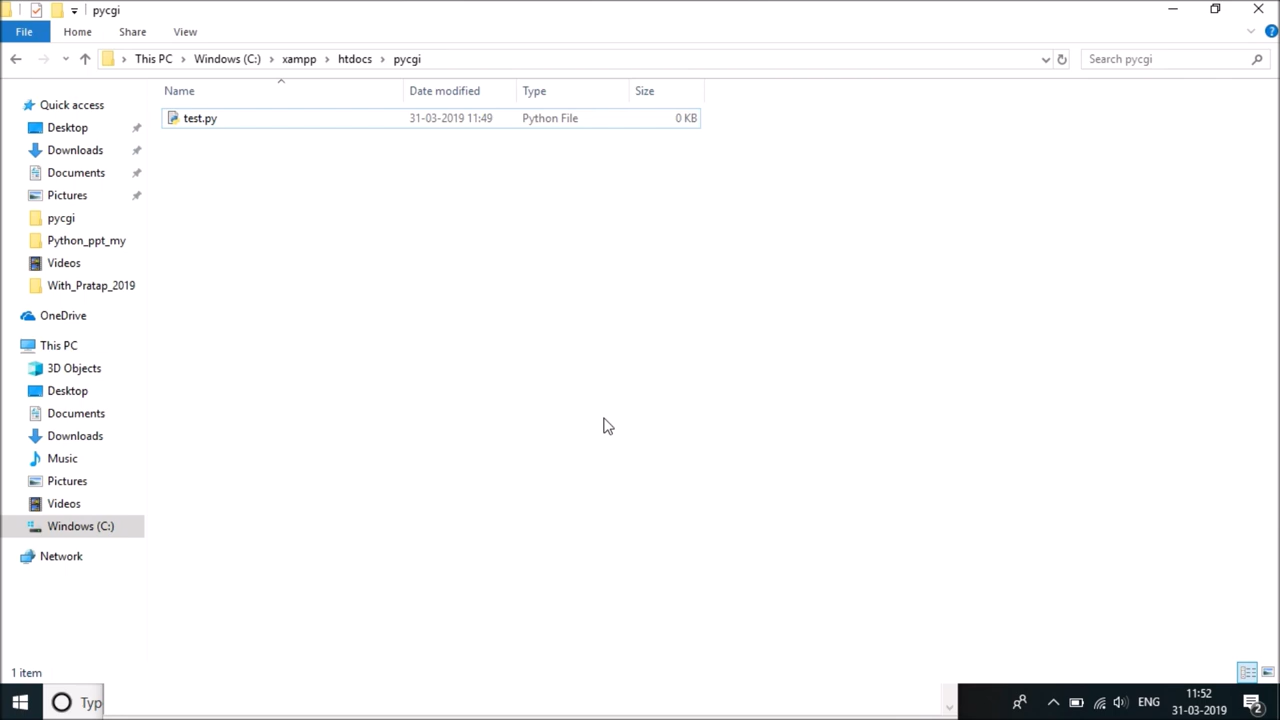 pycgi
File Home Share View
This PC Windows (C:) xampp htdocs pycgi Search pycgi
Name Date modified Type Size
test.py 31-03-2019 11:49 Python File 0 KB
Quick access
Desktop
Downloads
Documents
Pictures
pycgi
Python_ppt_my
Videos
With_Pratap_2019
OneDrive
This PC
3D Objects
Desktop
Documents
Downloads
Music
Pictures
Videos
Windows (C:)
Network
1 item
Typ ENG 11:52
31-03-2019 2